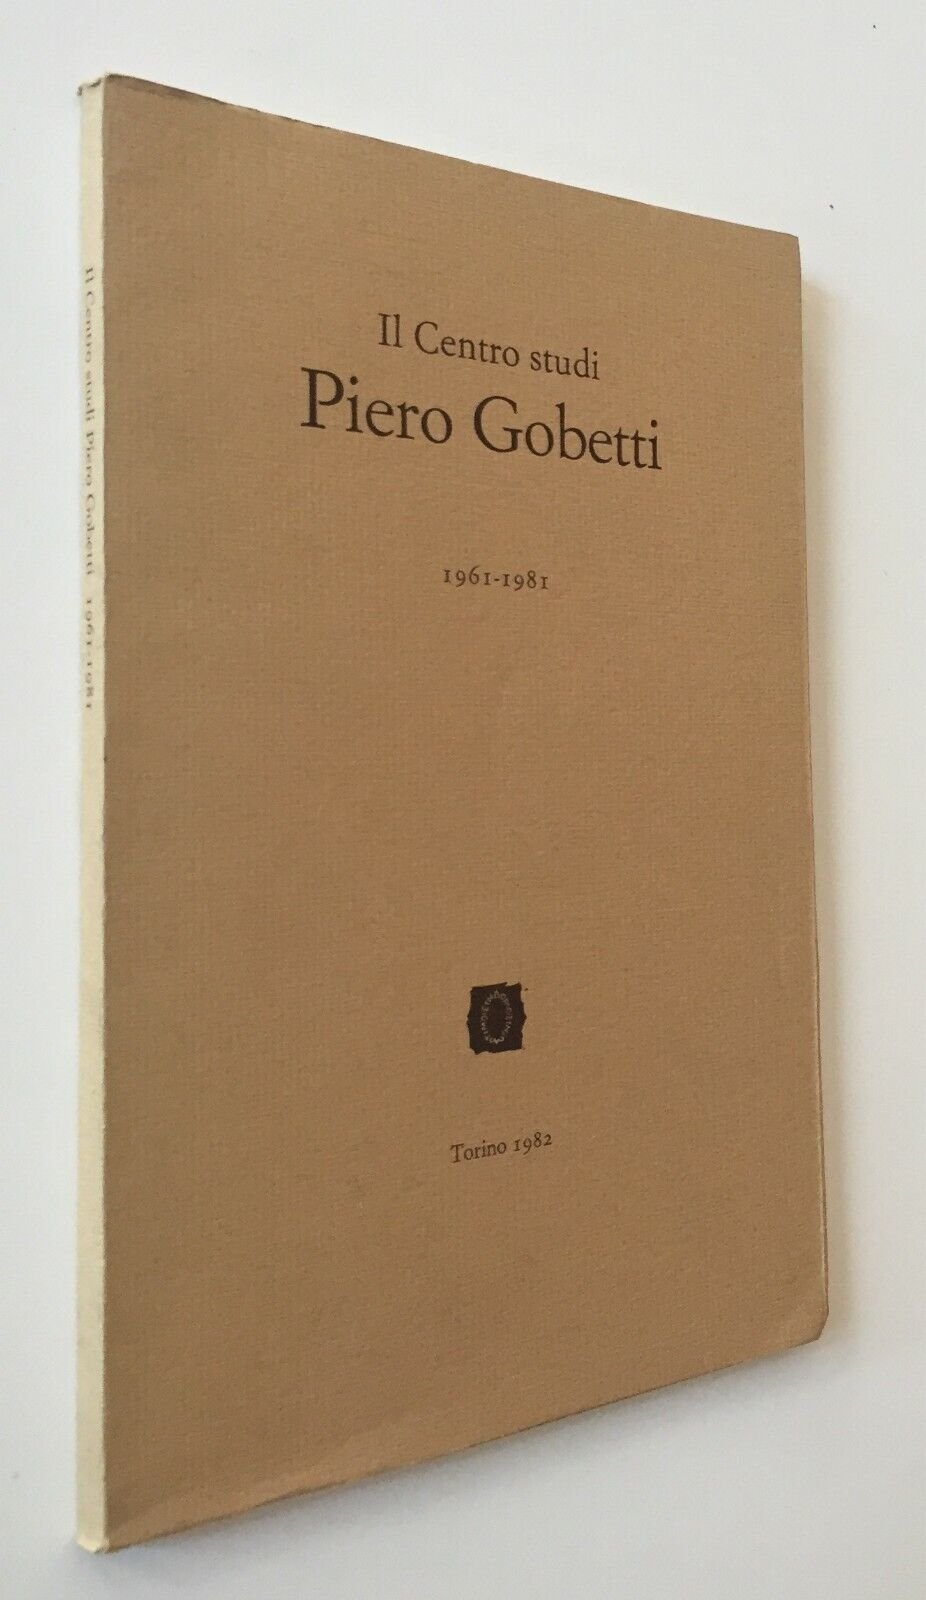 Il Centro studi Piero Gobetti 1961-1981
Il Centro studi
Piero Gobetti
1961-1981
Torino 1982